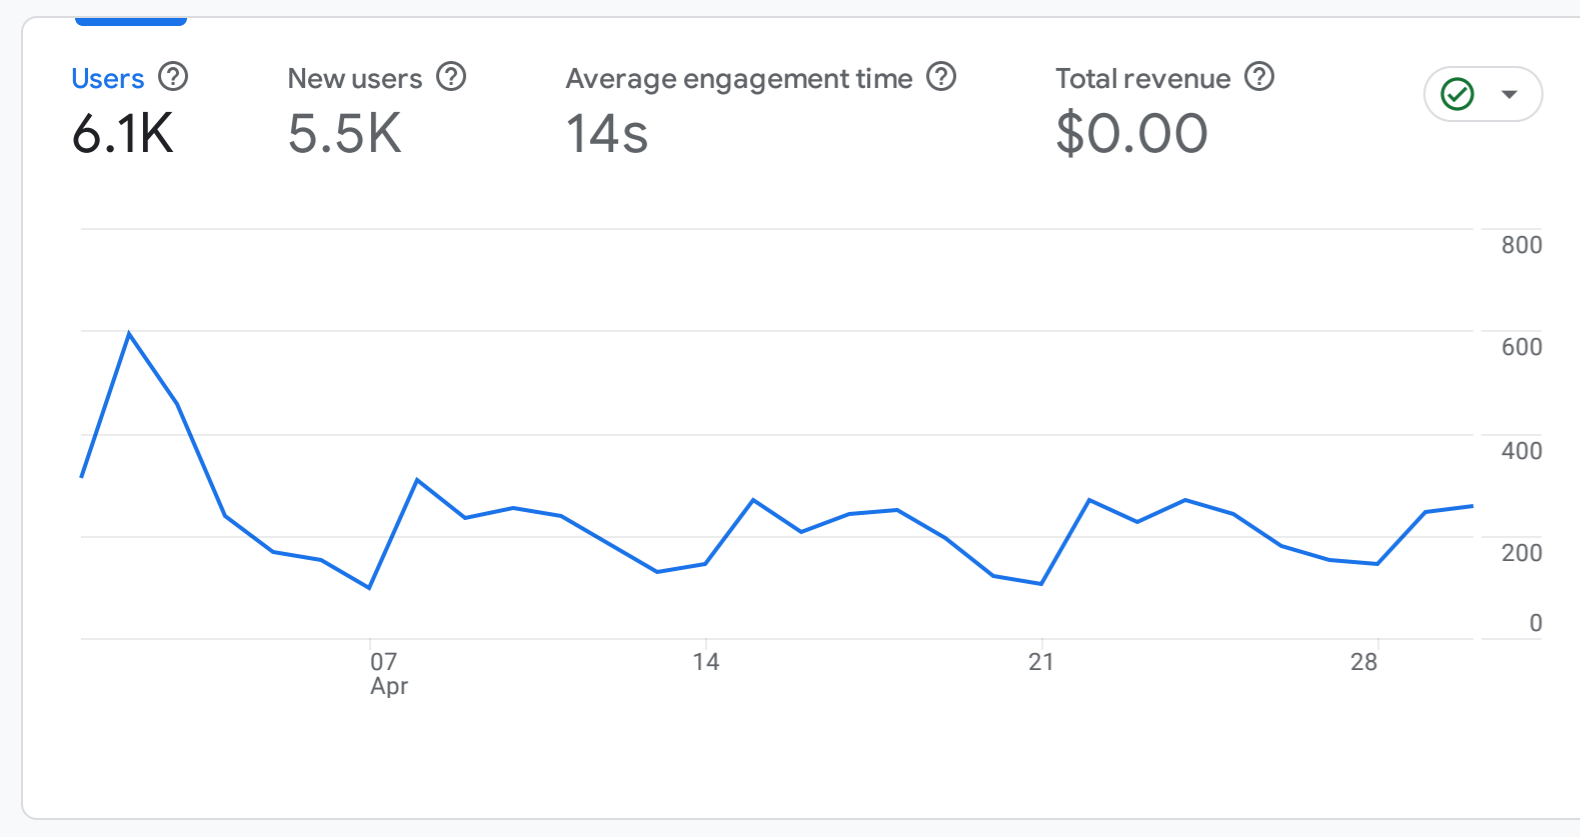 Users New users Average engagement time Total revenue
6.1K 5.5K 14s $0.00
800
600
400
200
0
07 14 21 28
Apr